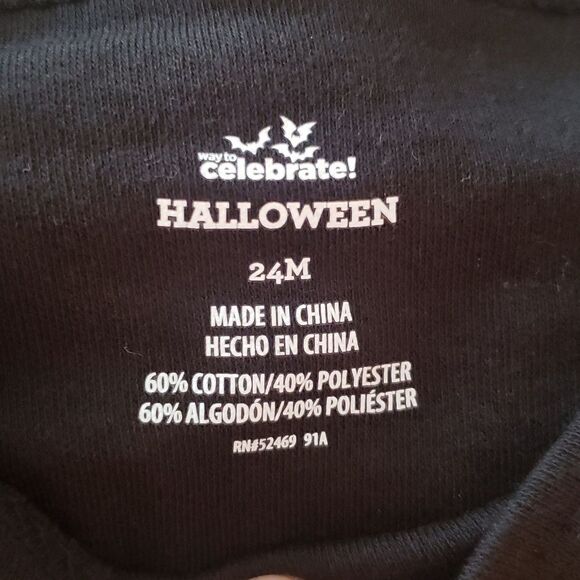 way to
celebrate!
HALLOWEEN
24M
MADE IN CHINA
HECHO EN CHINA
60% COTTON/40% POLYESTER
60% ALGODÓN/40% POLIÉSTER
RN#52469 91A